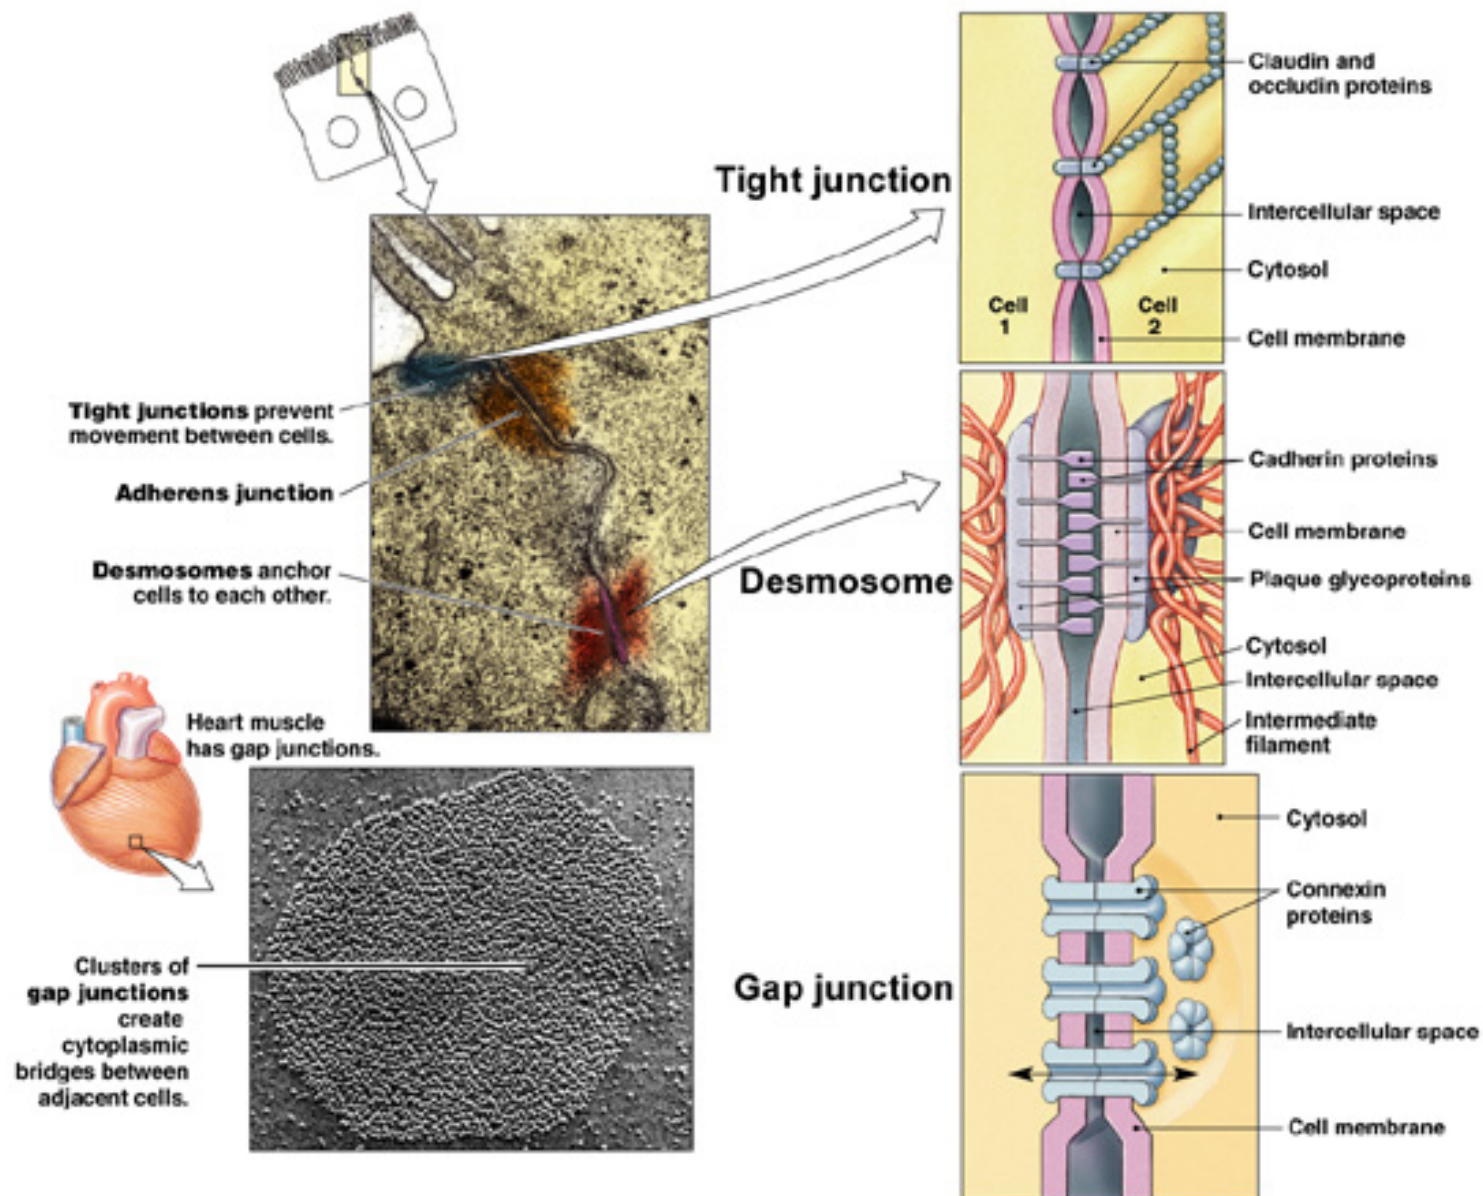 Tight junction
Claudin and
occludin proteins
Intercellular space
Cytosol
Cell
1
Cell
2
Cell membrane
Tight junctions prevent
movement between cells.
Adherens junction
Desmosomes anchor
cells to each other.
Desmosome
Cadherin proteins
Cell membrane
Plaque glycoproteins
Cytosol
Intercellular space
Intermediate
filament
Heart muscle
has gap junctions.
Clusters of
gap junctions
create
cytoplasmic
bridges between
adjacent cells.
Gap junction
Cytosol
Connexin
proteins
Intercellular space
Cell membrane